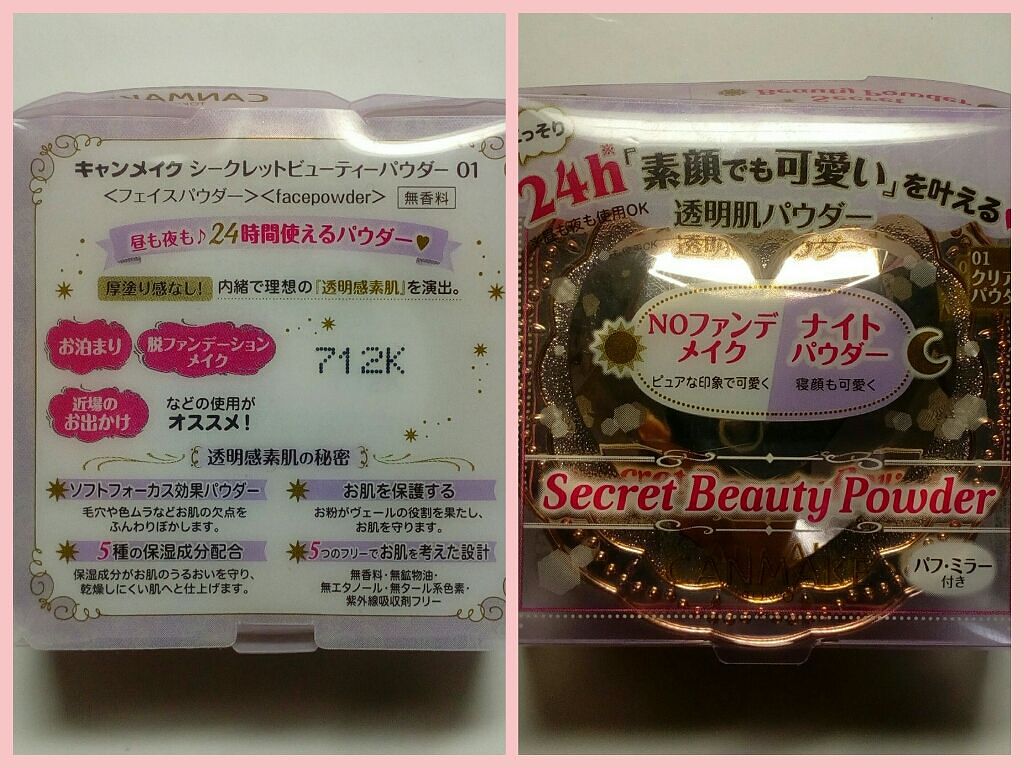 キャンメイク シークレットビューティーパウダー 01
＜フェイスパウダー＞＜facepowder＞ 無香料
昼も夜も♪24時間使えるパウダー
厚塗り感なし! 内緒で理想の『透明感素肌』を演出。
お泊まり
脱ファンデーション
メイク
712K
近場の
お出かけ
などの使用が
オススメ!
透明感素肌の秘密
ソフトフォーカス効果パウダー
毛穴や色ムラなどお肌の欠点を
ふんわりぼかします。
お肌を保護する
お粉がヴェールの役割を果たし、
お肌を守ります。
5種の保湿成分配合
保湿成分がお肌のうるおいを守り、
乾燥しにくい肌へと仕上げます。
5つのフリーでお肌を考えた設計
無香料・無鉱物油・
無エタノール・無タール系色素・
紫外線吸収剤フリー
CANMAKE
Beauty Powder
Secret
こっそり
24h※『素顔でも可愛い』を叶える
も夜も使用OK
透明肌パウダー
01
クリア
パウダ
NOファンデ
メイク
ピュアな印象で可愛く
ナイト
パウダー
寝顔も可愛く
Secret Beauty Powder
CANMAKE
パフ・ミラー
付き